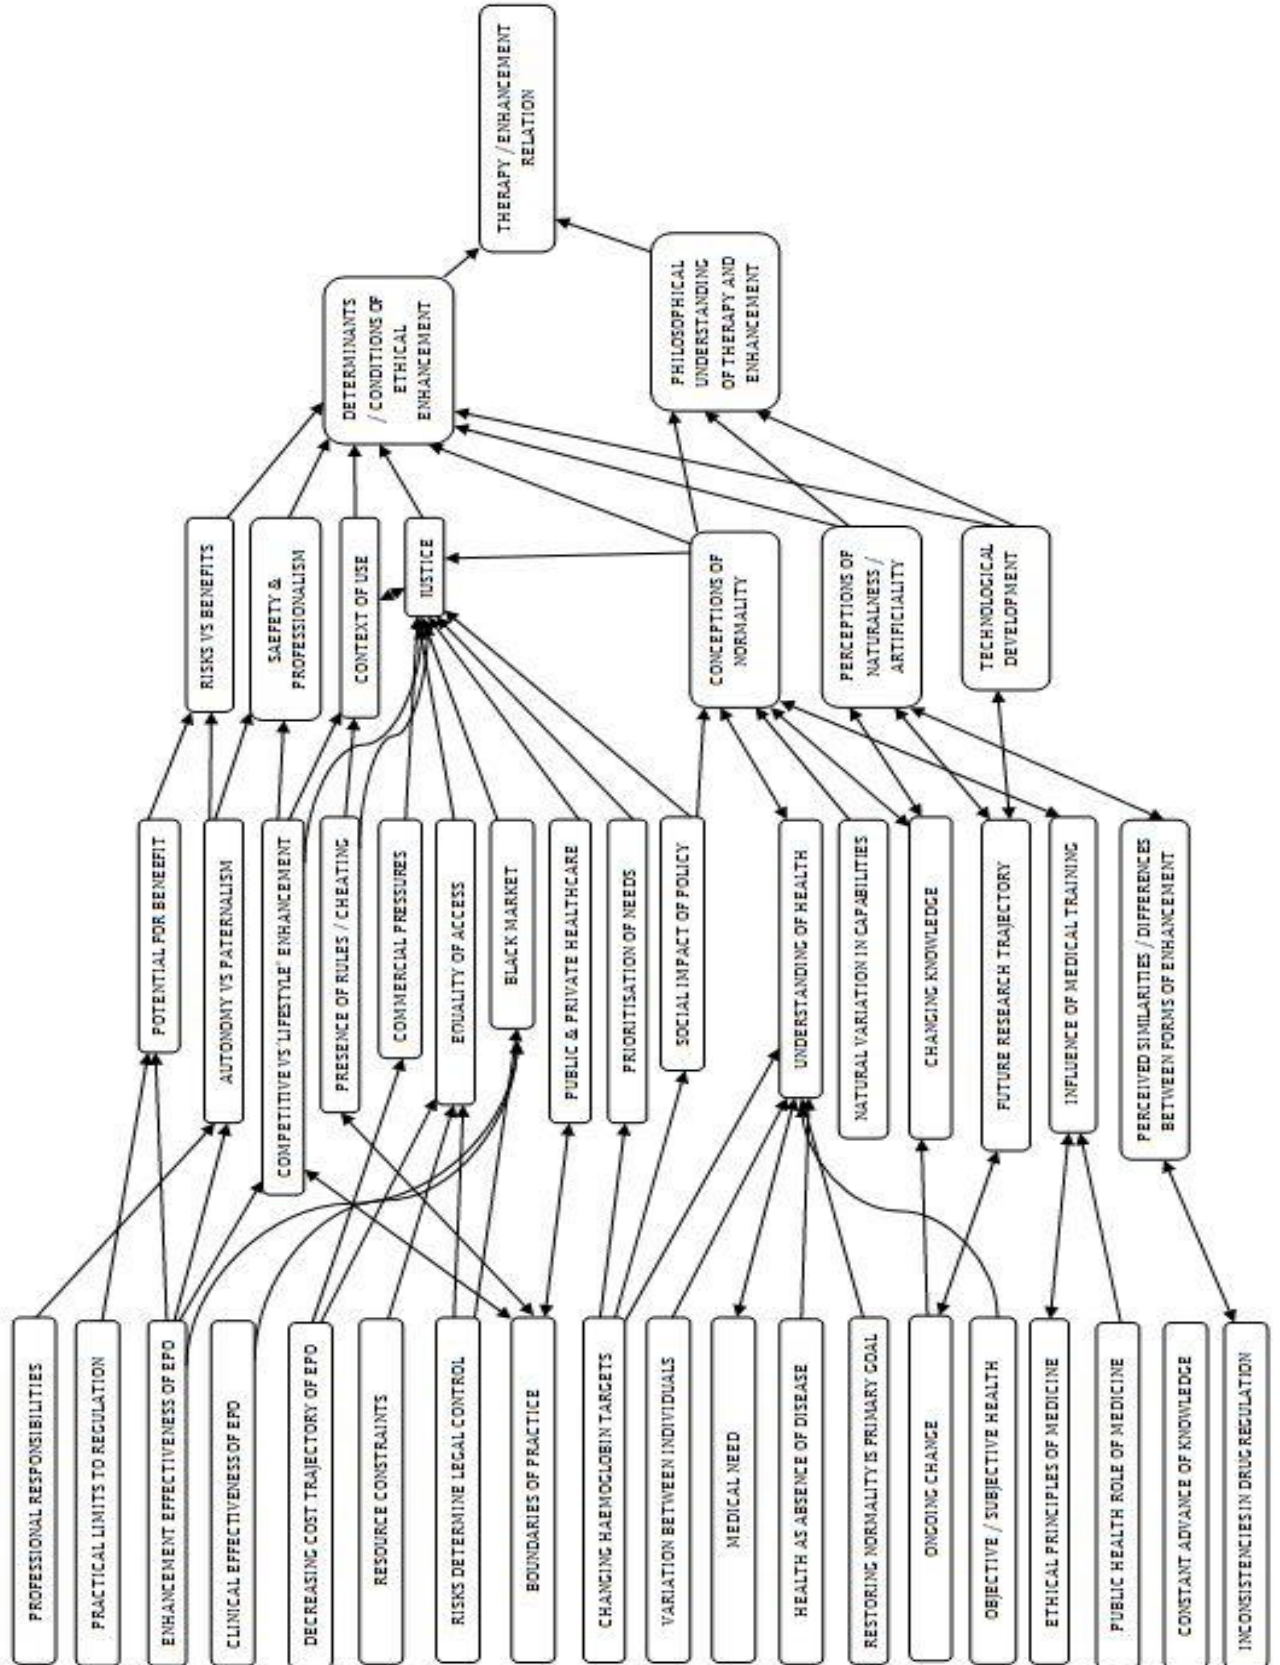 PROFESSIONAL RESPONSIBILITIES
PRACTICAL LIMITS TO REGULATION
ENHANCEMENT EFFECTIVENESS OF EPO
CLINICAL EFFECTIVENESS OF EPO
DECREASING COST TRAJECTORY OF EPO
RESOURCE CONSTRAINTS
RISKS DETERMINE LEGAL CONTROL
BOUNDARIES OF PRACTICE
CHANGING HAEMOGLOBIN TARGETS
VARIATION BETWEEN INDIVIDUALS
MEDICAL NEED
HEALTH AS ABSENCE OF DISEASE
RESTORING NORMALITY IS PRIMARY GOAL
ONGOING CHANGE
OBJECTIVE / SUBJECTIVE HEALTH
ETHICAL PRINCIPLES OF MEDICINE
PUBLIC HEALTH ROLE OF MEDICINE
CONSTANT ADVANCE OF KNOWLEDGE
INCONSISTENCIES IN DRUG REGULATION
POTENTIAL FOR BENEEFIT
AUTONOMY VS PATERNALISM
COMPETITIVE VS 'LIFESTYLE' ENHANCEMENT
PRESENCE OF RULES / CHEATING
COMMERCIAL PRESSURES
EQUALITY OF ACCESS
BLACK MARKET
PUBLIC & PRIVATE HEALTHCARE
PRIORITISATION OF NEEDS
SOCIAL IMPACT OF POLICY
UNDERSTANDING OF HEALTH
NATURAL VARIATION IN CAPABILITIES
CHANGING KNOWLEDGE
FUTURE RESEARCH TRAJECTORY
INFLUENCE OF MEDICAL TRAINING
PERCEIVED SIMILARITIES / DIFFERENCES
BETWEEN FORMS OF ENHANCEMENT
RISKS VS BENEFITS
SAEFETY &
PROFESSIONALISM
CONTEXT OF USE
JUSTICE
CONCEPTIONS OF
NORMALITY
PERCEPTIONS OF
NATURALNESS /
ARTIFICIALITY
TECHNOLOGICAL
DEVELOPMENT
DETERMINANTS
/ CONDITIONS OF
ETHICAL
ENHANCEMENT
PHILOSOPHICAL
UNDERSTANDING
OF THERAPY AND
ENHANCEMENT
THERAPY / ENHANCEMENT
RELATION